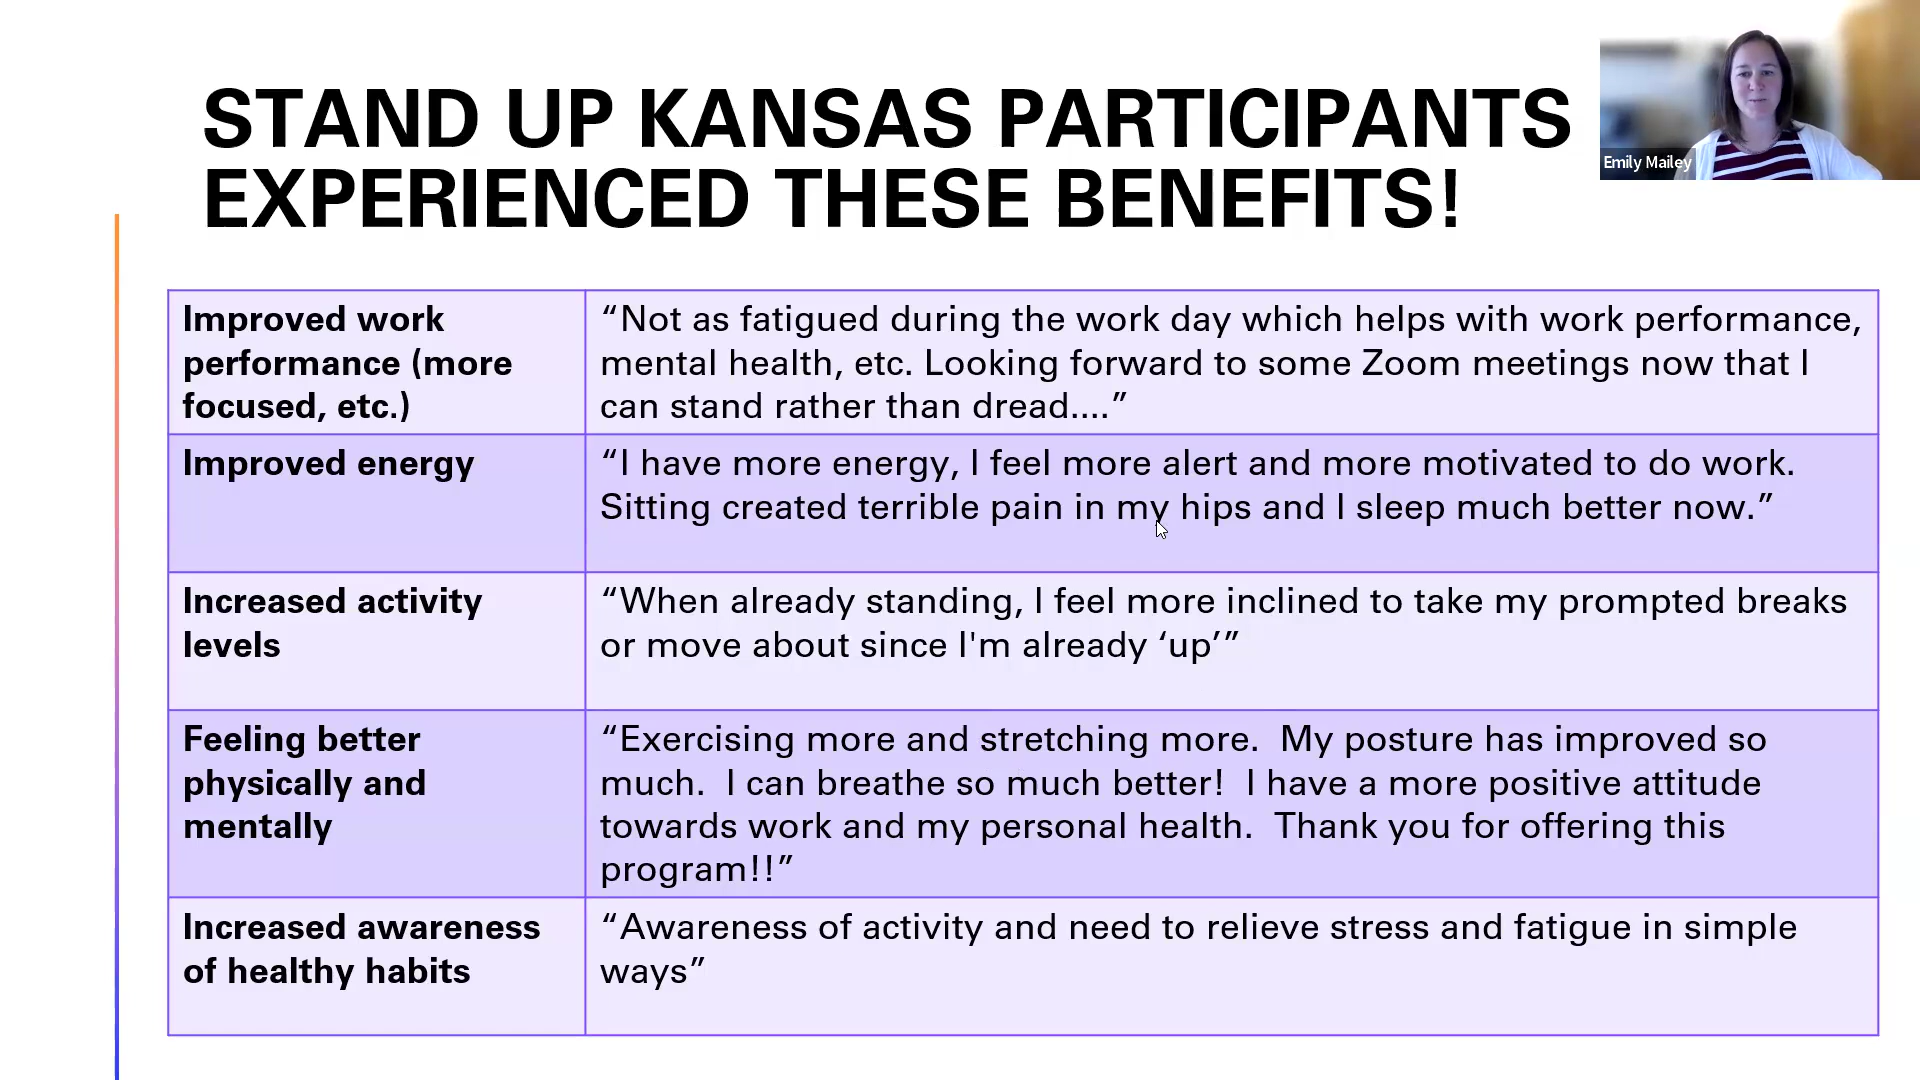 STAND UP KANSAS PARTICIPANTS
EXPERIENCED THESE BENEFITS!
Emily Mailey
Improved work
performance (more
focused, etc.)
“Not as fatigued during the work day which helps with work performance,
mental health, etc. Looking forward to some Zoom meetings now that I
can stand rather than dread....”
Improved energy
“I have more energy, I feel more alert and more motivated to do work.
Sitting created terrible pain in my hips and I sleep much better now.”
Increased activity
levels
“When already standing, I feel more inclined to take my prompted breaks
or move about since I'm already ‘up’”
Feeling better
physically and
mentally
“Exercising more and stretching more.  My posture has improved so
much.  I can breathe so much better!  I have a more positive attitude
towards work and my personal health.  Thank you for offering this
program!!”
Increased awareness
of healthy habits
“Awareness of activity and need to relieve stress and fatigue in simple
ways”